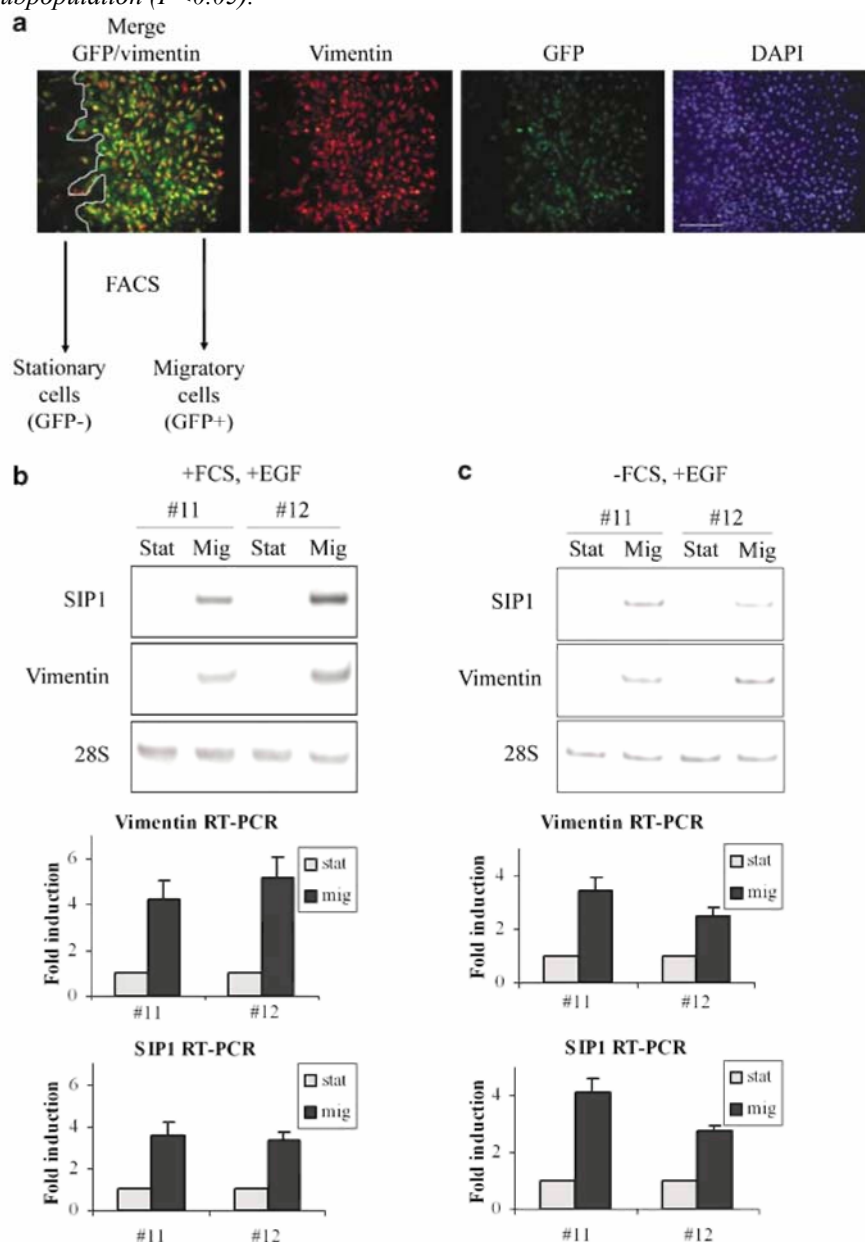 subpopulation (P<0.05).
a
Merge
GFP/vimentin
Vimentin
GFP
DAPI
FACS
Stationary
cells
(GFP-)
Migratory
cells
(GFP+)
b
+FCS, +EGF
#11 #12
Stat Mig Stat Mig
SIP1
Vimentin
28S
Vimentin RT-PCR
Fold induction
6
4
2
0
stat
mig
#11 #12
SIP1 RT-PCR
Fold induction
6
4
2
0
stat
mig
#11 #12
c
-FCS, +EGF
#11 #12
Stat Mig Stat Mig
SIP1
Vimentin
28S
Vimentin RT-PCR
Fold induction
4
2
0
stat
mig
#11 #12
SIP1 RT-PCR
Fold induction
4
2
0
stat
mig
#11 #12